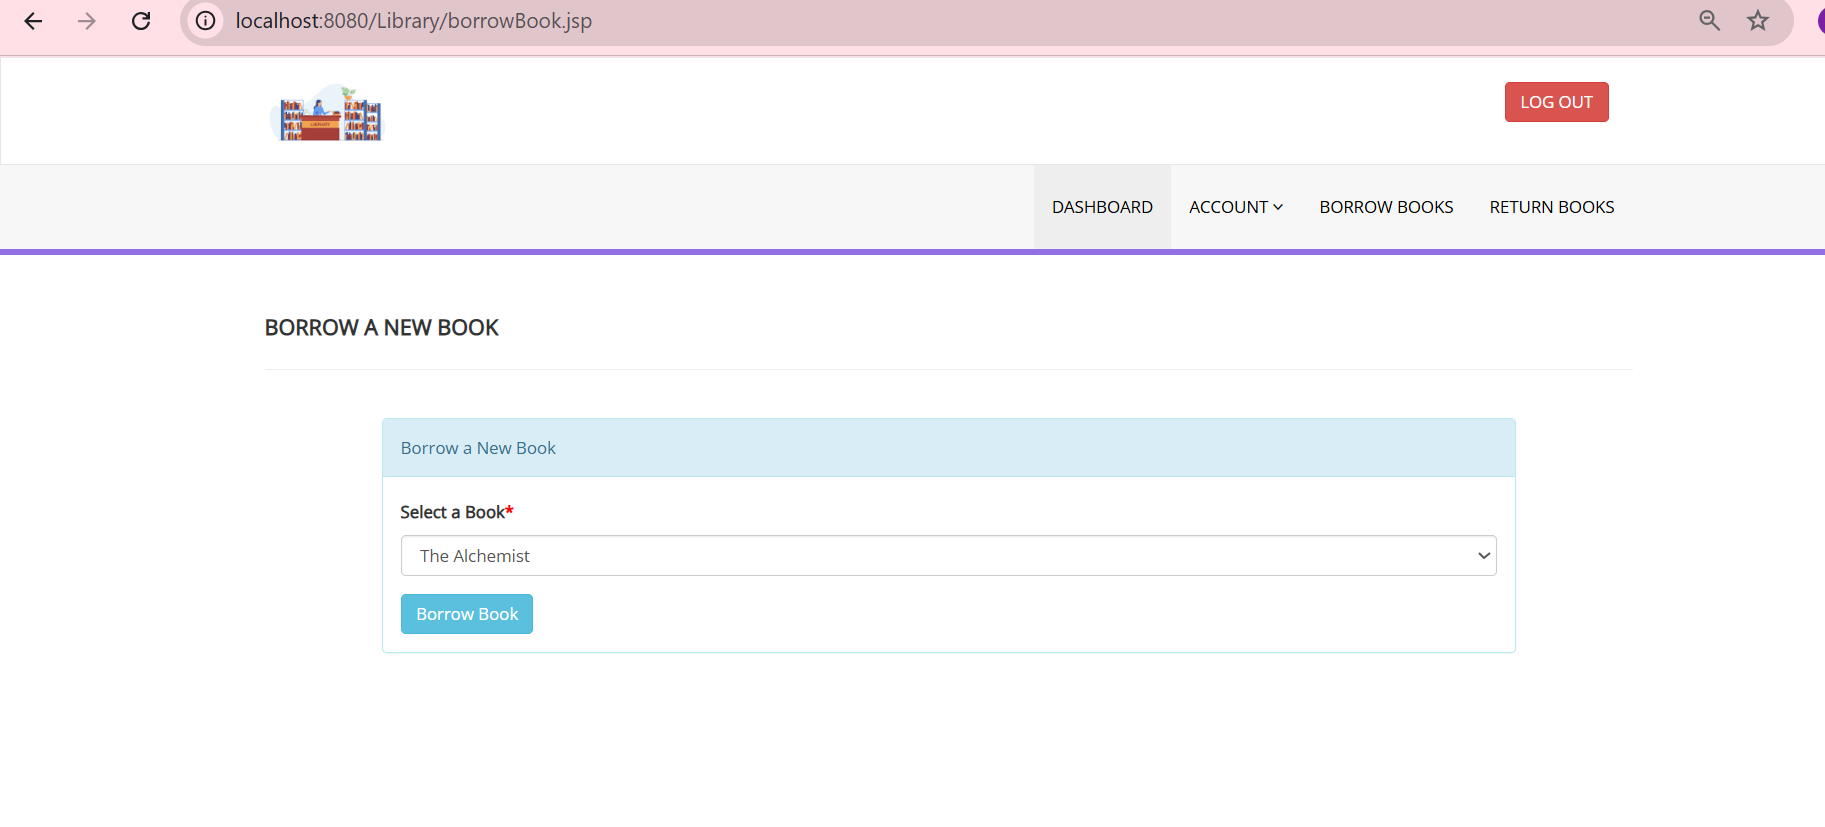 localhost:8080/Library/borrowBook.jsp
LIBRARY
LOG OUT
DASHBOARD
ACCOUNT
BORROW BOOKS
RETURN BOOKS
BORROW A NEW BOOK
Borrow a New Book
Select a Book*
The Alchemist
Borrow Book